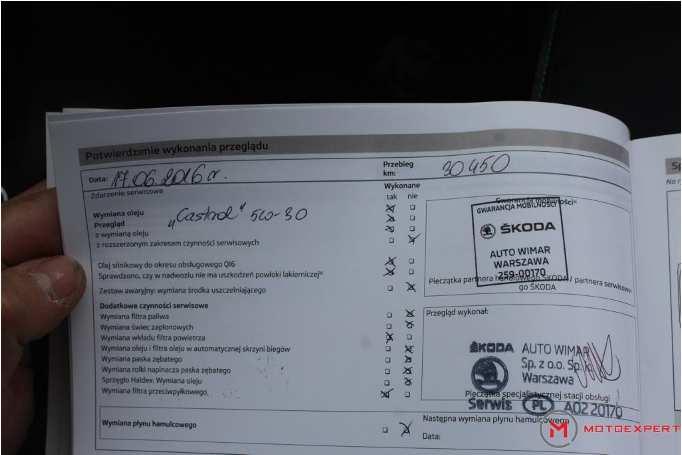 Potwierdzenie wykonania przeglądu
Data: 17.06.2016 r.
Przebieg km: 30450
Zdarzenie serwisowe
Wykonane
tak nie
Wymiana oleju
Przegląd
"Castrol" 5W-30
z wymianą oleju
z rozszerzonym zakresem czynności serwisowych
Olej silnikowy do okresu obsługowego QI6
Sprawdzono, czy w nadwoziu nie ma uszkodzeń powłoki lakierniczej
Zestaw awaryjny: wymiana środka uszczelniającego
Dodatkowe czynności serwisowe
Wymiana filtra paliwa
Wymiana świec zapłonowych
Wymiana wkładu filtra powietrza
Wymiana oleju i filtra oleju w automatycznej skrzyni biegów
Wymiana paska zębatego
Wymiana rolki napinacza paska zębatego
Sprzęgło Haldex: Wymiana oleju
Wymiana filtra przeciwpyłkowego
Wymiana płynu hamulcowego
Gwarancja mobilności
GWARANCJA MOBILNOŚCI
ŠKODA
AUTO WIMAR
WARSZAWA
259-00170
Pieczątka partnera handlowego ŠKODA / partnera serwisowego ŠKODA
Przegląd wykonał:
ŠKODA AUTO WIMAR
Sp. z o.o. Sp. k.
Warszawa
Pieczątka specjalistycznej stacji obsługi
Serwis PL A02 20170
Następna wymiana płynu hamulcowego
Data:
MOTOEXPERT